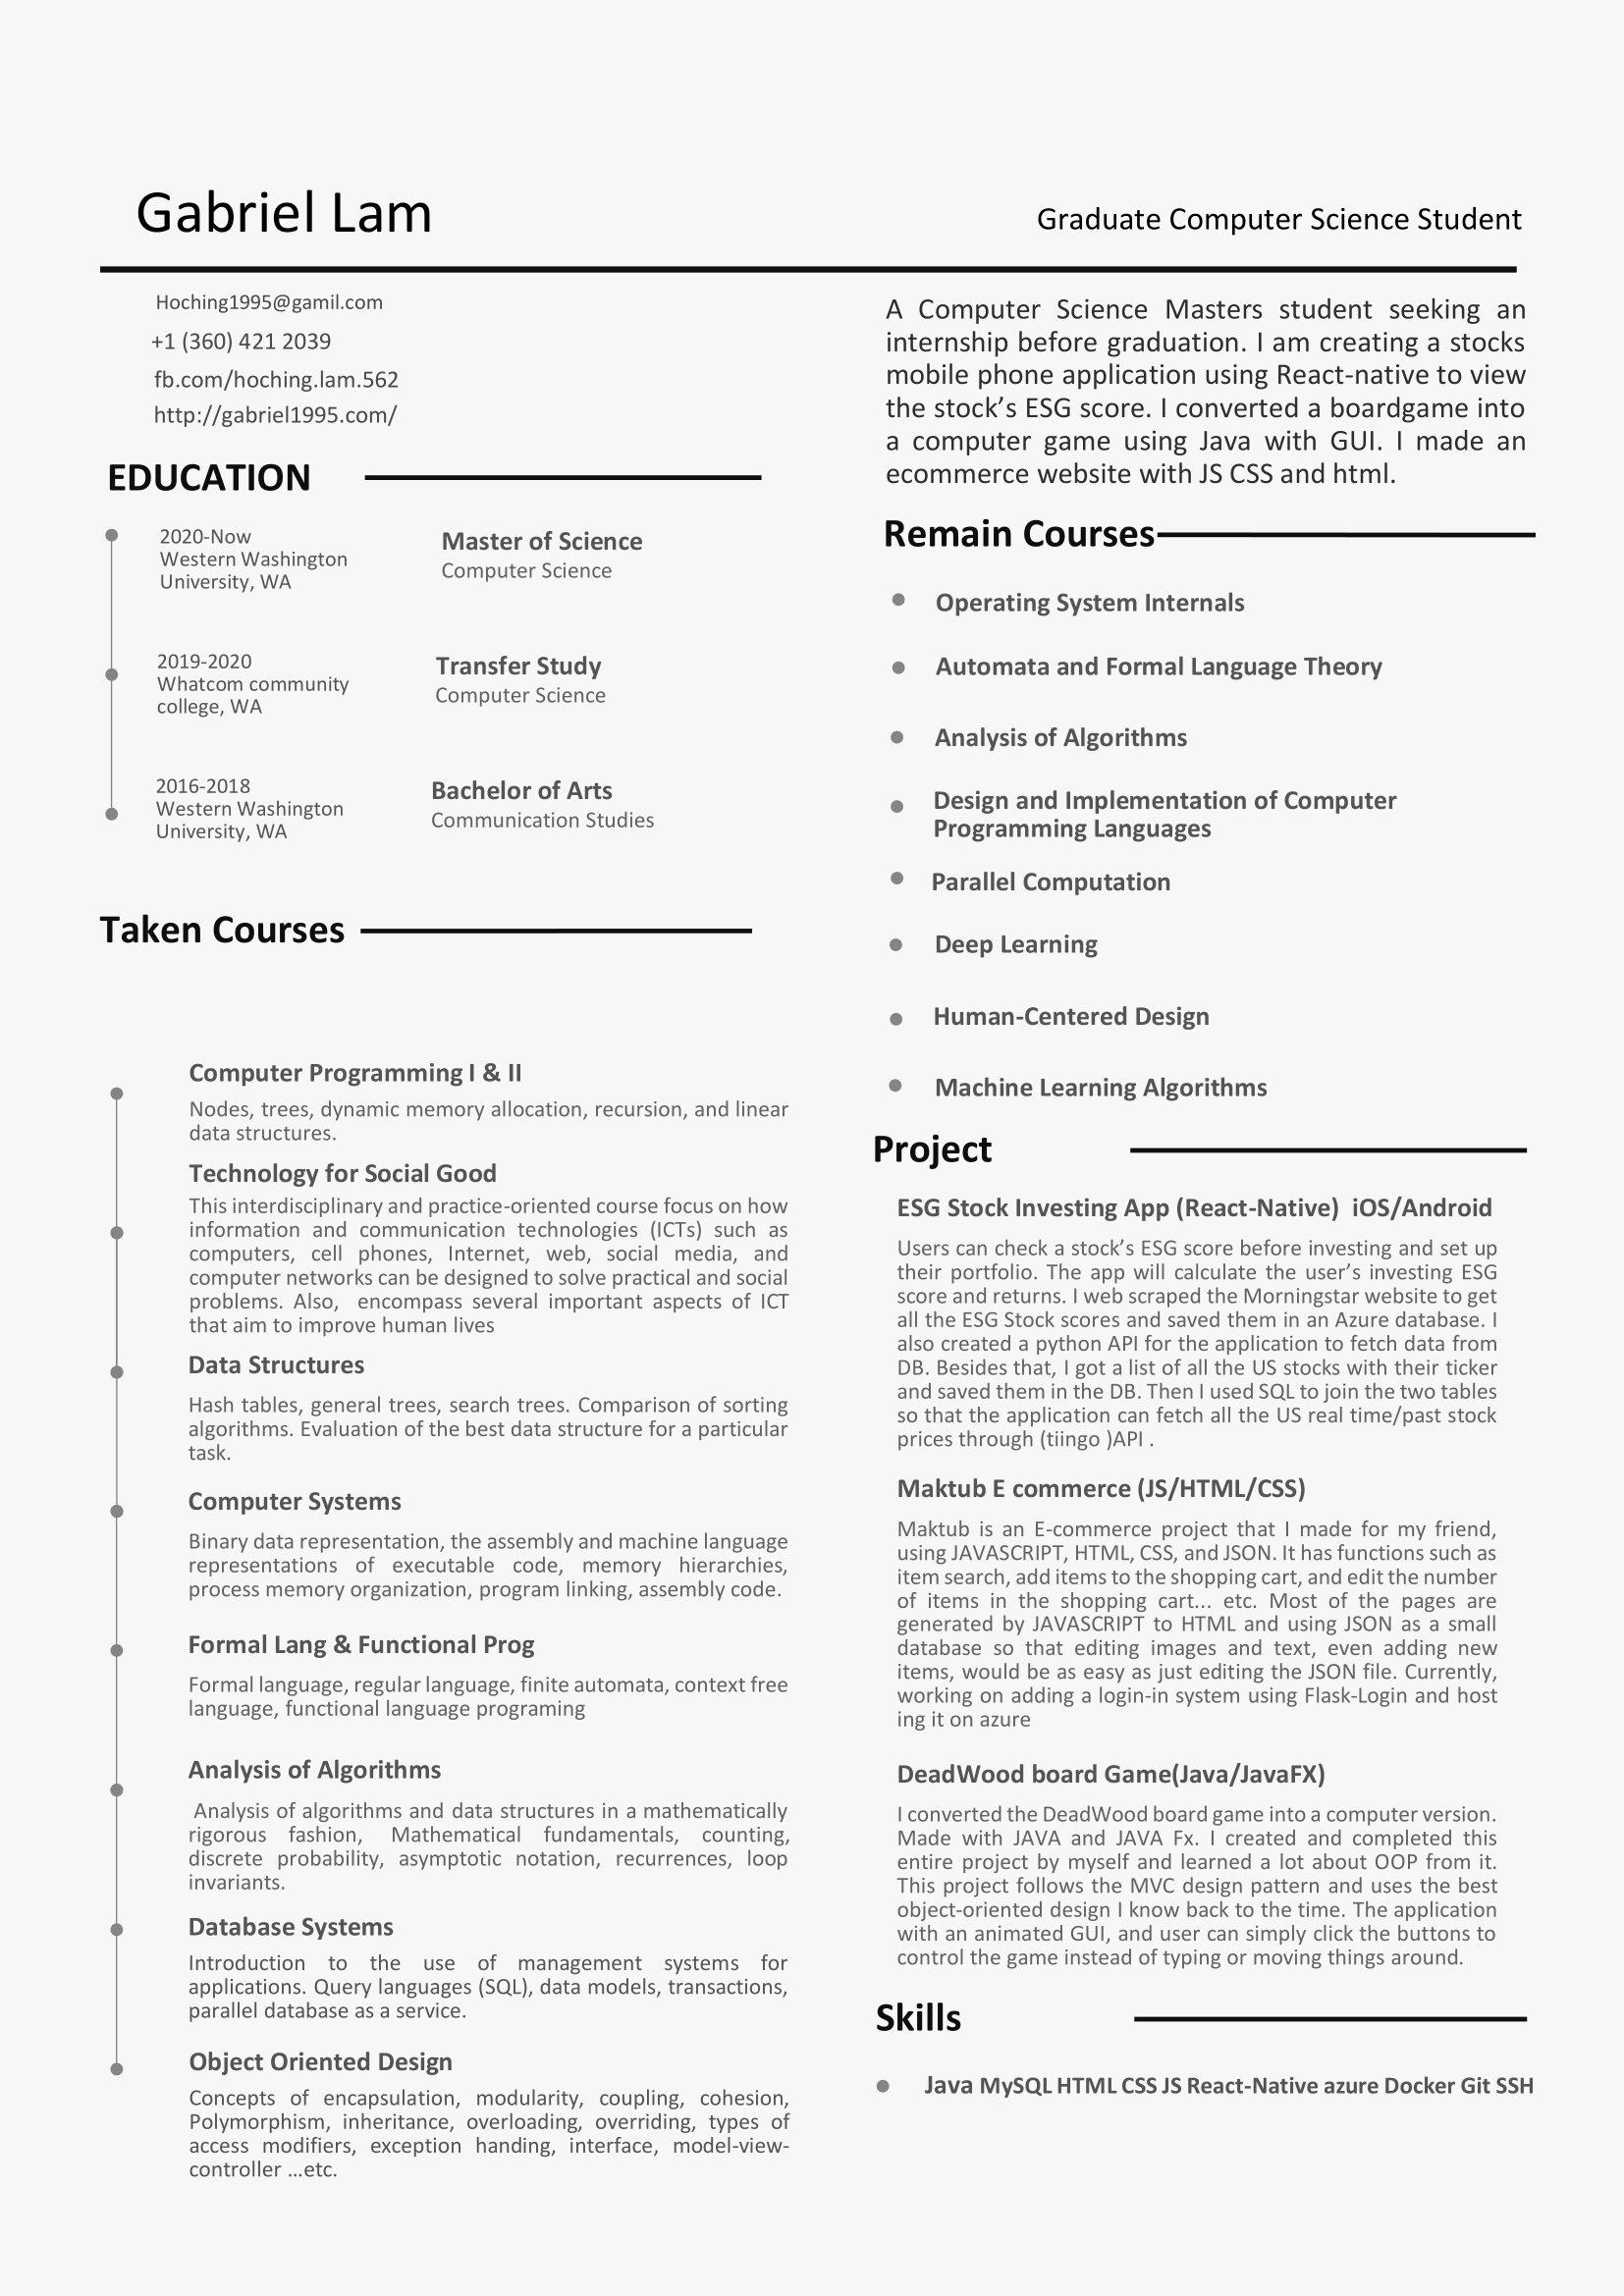 Gabriel Lam
Graduate Computer Science Student
Hoching1995@gamil.com
+1 (360) 421 2039
fb.com/hoching.lam.562
http://gabriel1995.com/
EDUCATION
2020-Now
Western Washington
University, WA
Master of Science
Computer Science
2019-2020
Whatcom community
college, WA
Transfer Study
Computer Science
2016-2018
Western Washington
University, WA
Bachelor of Arts
Communication Studies
Taken Courses
Computer Programming I & II
Nodes, trees, dynamic memory allocation, recursion, and linear
data structures.
Technology for Social Good
This interdisciplinary and practice-oriented course focus on how
information and communication technologies (ICTs) such as
computers, cell phones, Internet, web, social media, and
computer networks can be designed to solve practical and social
problems. Also, encompass several important aspects of ICT
that aim to improve human lives
Data Structures
Hash tables, general trees, search trees. Comparison of sorting
algorithms. Evaluation of the best data structure for a particular
task.
Computer Systems
Binary data representation, the assembly and machine language
representations of executable code, memory hierarchies,
process memory organization, program linking, assembly code.
Formal Lang & Functional Prog
Formal language, regular language, finite automata, context free
language, functional language programing
Analysis of Algorithms
Analysis of algorithms and data structures in a mathematically
rigorous fashion, Mathematical fundamentals, counting,
discrete probability, asymptotic notation, recurrences, loop
invariants.
Database Systems
Introduction to the use of management systems for
applications. Query languages (SQL), data models, transactions,
parallel database as a service.
Object Oriented Design
Concepts of encapsulation, modularity, coupling, cohesion,
Polymorphism, inheritance, overloading, overriding, types of
access modifiers, exception handing, interface, model-view-
controller ...etc.
A Computer Science Masters student seeking an
internship before graduation. I am creating a stocks
mobile phone application using React-native to view
the stock’s ESG score. I converted a boardgame into
a computer game using Java with GUI. I made an
ecommerce website with JS CSS and html.
Remain Courses
Operating System Internals
Automata and Formal Language Theory
Analysis of Algorithms
Design and Implementation of Computer
Programming Languages
Parallel Computation
Deep Learning
Human-Centered Design
Machine Learning Algorithms
Project
ESG Stock Investing App (React-Native) iOS/Android
Users can check a stock’s ESG score before investing and set up
their portfolio. The app will calculate the user’s investing ESG
score and returns. I web scraped the Morningstar website to get
all the ESG Stock scores and saved them in an Azure database. I
also created a python API for the application to fetch data from
DB. Besides that, I got a list of all the US stocks with their ticker
and saved them in the DB. Then I used SQL to join the two tables
so that the application can fetch all the US real time/past stock
prices through (tiingo )API .
Maktub E commerce (JS/HTML/CSS)
Maktub is an E-commerce project that I made for my friend,
using JAVASCRIPT, HTML, CSS, and JSON. It has functions such as
item search, add items to the shopping cart, and edit the number
of items in the shopping cart... etc. Most of the pages are
generated by JAVASCRIPT to HTML and using JSON as a small
database so that editing images and text, even adding new
items, would be as easy as just editing the JSON file. Currently,
working on adding a login-in system using Flask-Login and host
ing it on azure
DeadWood board Game(Java/JavaFX)
I converted the DeadWood board game into a computer version.
Made with JAVA and JAVA Fx. I created and completed this
entire project by myself and learned a lot about OOP from it.
This project follows the MVC design pattern and uses the best
object-oriented design I know back to the time. The application
with an animated GUI, and user can simply click the buttons to
control the game instead of typing or moving things around.
Skills
Java MySQL HTML CSS JS React-Native azure Docker Git SSH